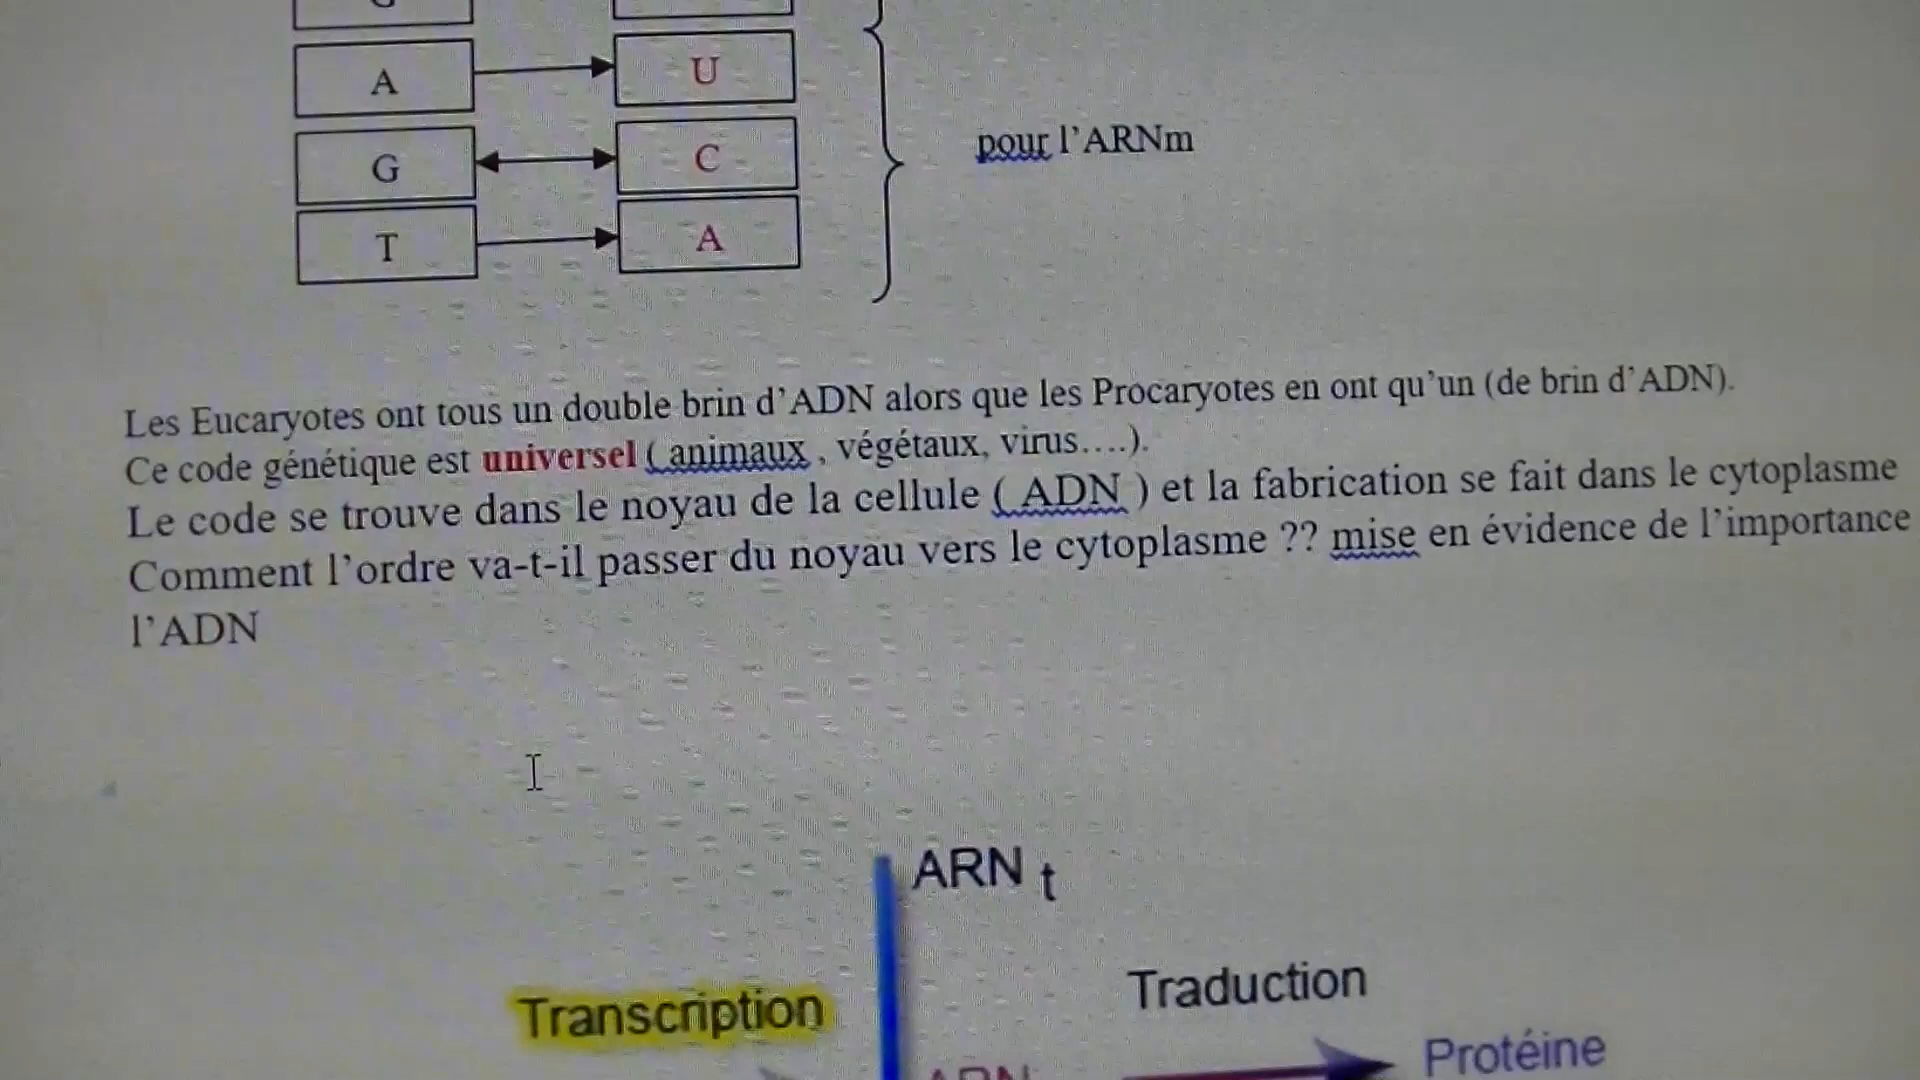 A U
G C
pour l'ARNm
T A
Les Eucaryotes ont tous un double brin d'ADN alors que les Procaryotes en ont qu'un (de brin d'ADN).
Ce code génétique est universel ( animaux , végétaux, virus....).
Le code se trouve dans le noyau de la cellule ( ADN ) et la fabrication se fait dans le cytoplasme
Comment l'ordre va-t-il passer du noyau vers le cytoplasme ?? mise en évidence de l'importance
l'ADN
ARN t
Traduction
Transcription
Protéine